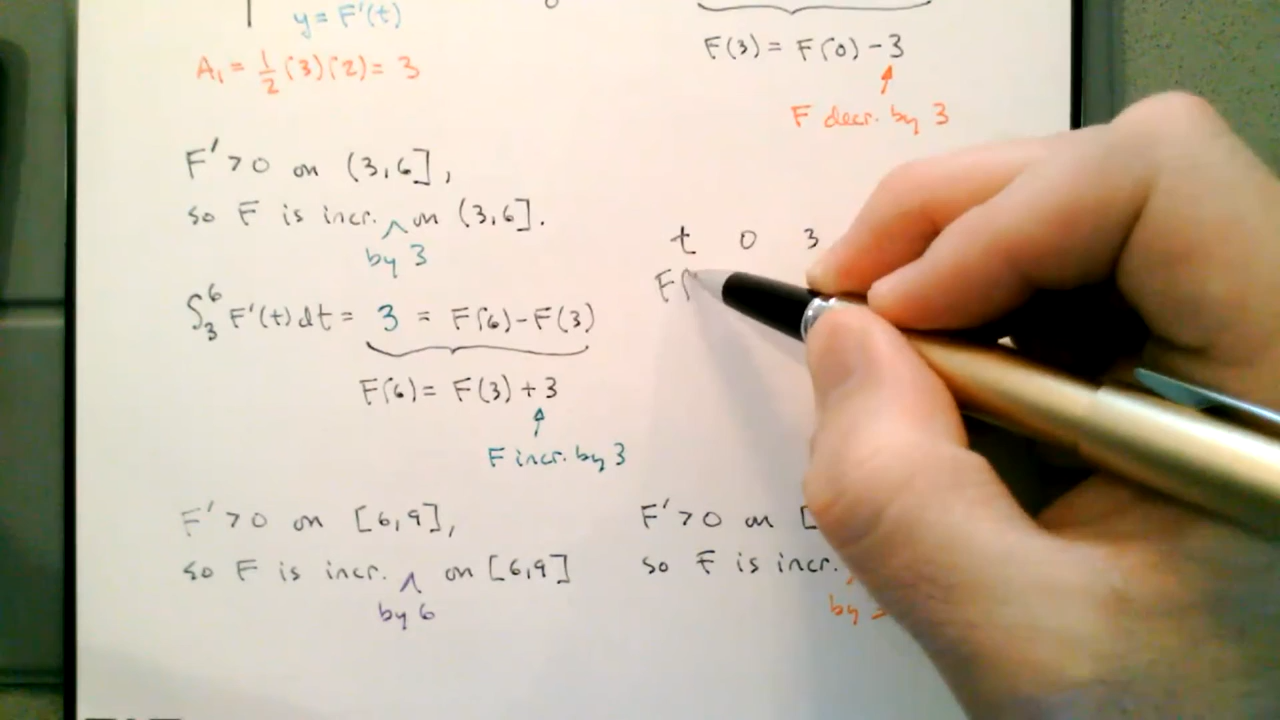 y = F'(t)
A₁ = 1/2 (3)(2) = 3
F(3) = F(0) - 3
F decr. by 3
F' > 0 on (3,6],
so F is incr. ^ on (3,6].
by 3
∫₃⁶ F'(t) dt = 3 = F(6) - F(3)
F(6) = F(3) + 3
F incr. by 3
t 0 3
F(
F' > 0 on [6,9],
so F is incr. ^ on [6,9]
by 6
F' > 0 on [
so F is incr.
by